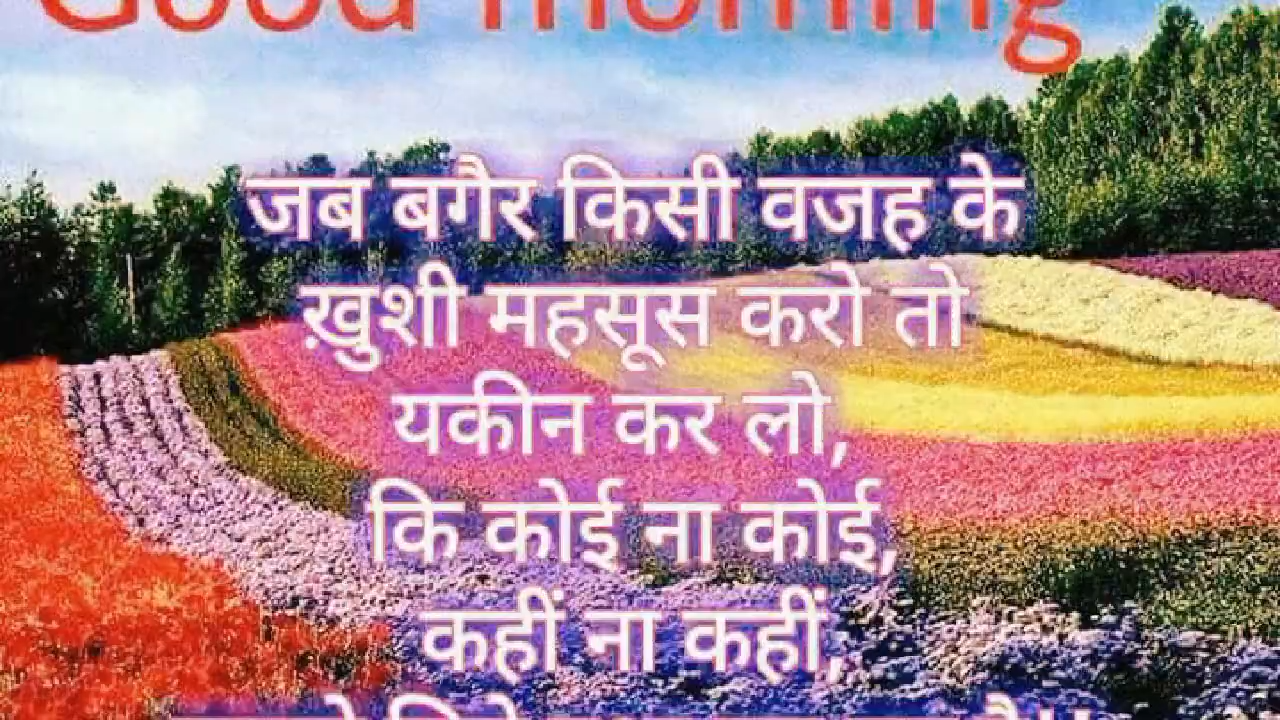 Good morning
जब बगैर किसी वजह के
ख़ुशी महसूस करो तो
यकीन कर लो,
कि कोई ना कोई,
कहीं ना कहीं,